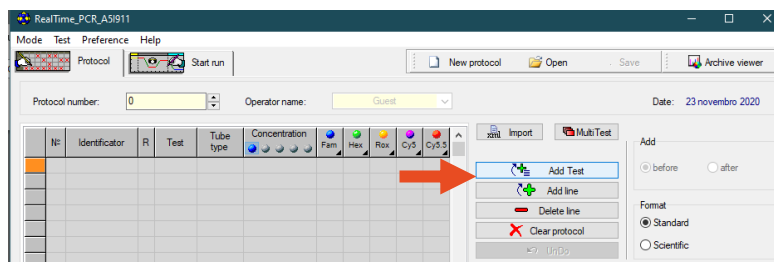 RealTime_PCR_A5I911
Mode Test Preference Help
Protocol Start run New protocol Open Save Archive viewer
Protocol number: 0 Operator name: Guest Date: 23 novembro 2020
№ Identificator R Test Tube type Concentration Fam Hex Rox Cy5 Cy5.5
xml Import MultiTest
Add
Add Test
before after
Add line
Delete line
Format
Standard
Clear protocol
Scientific
UnDo